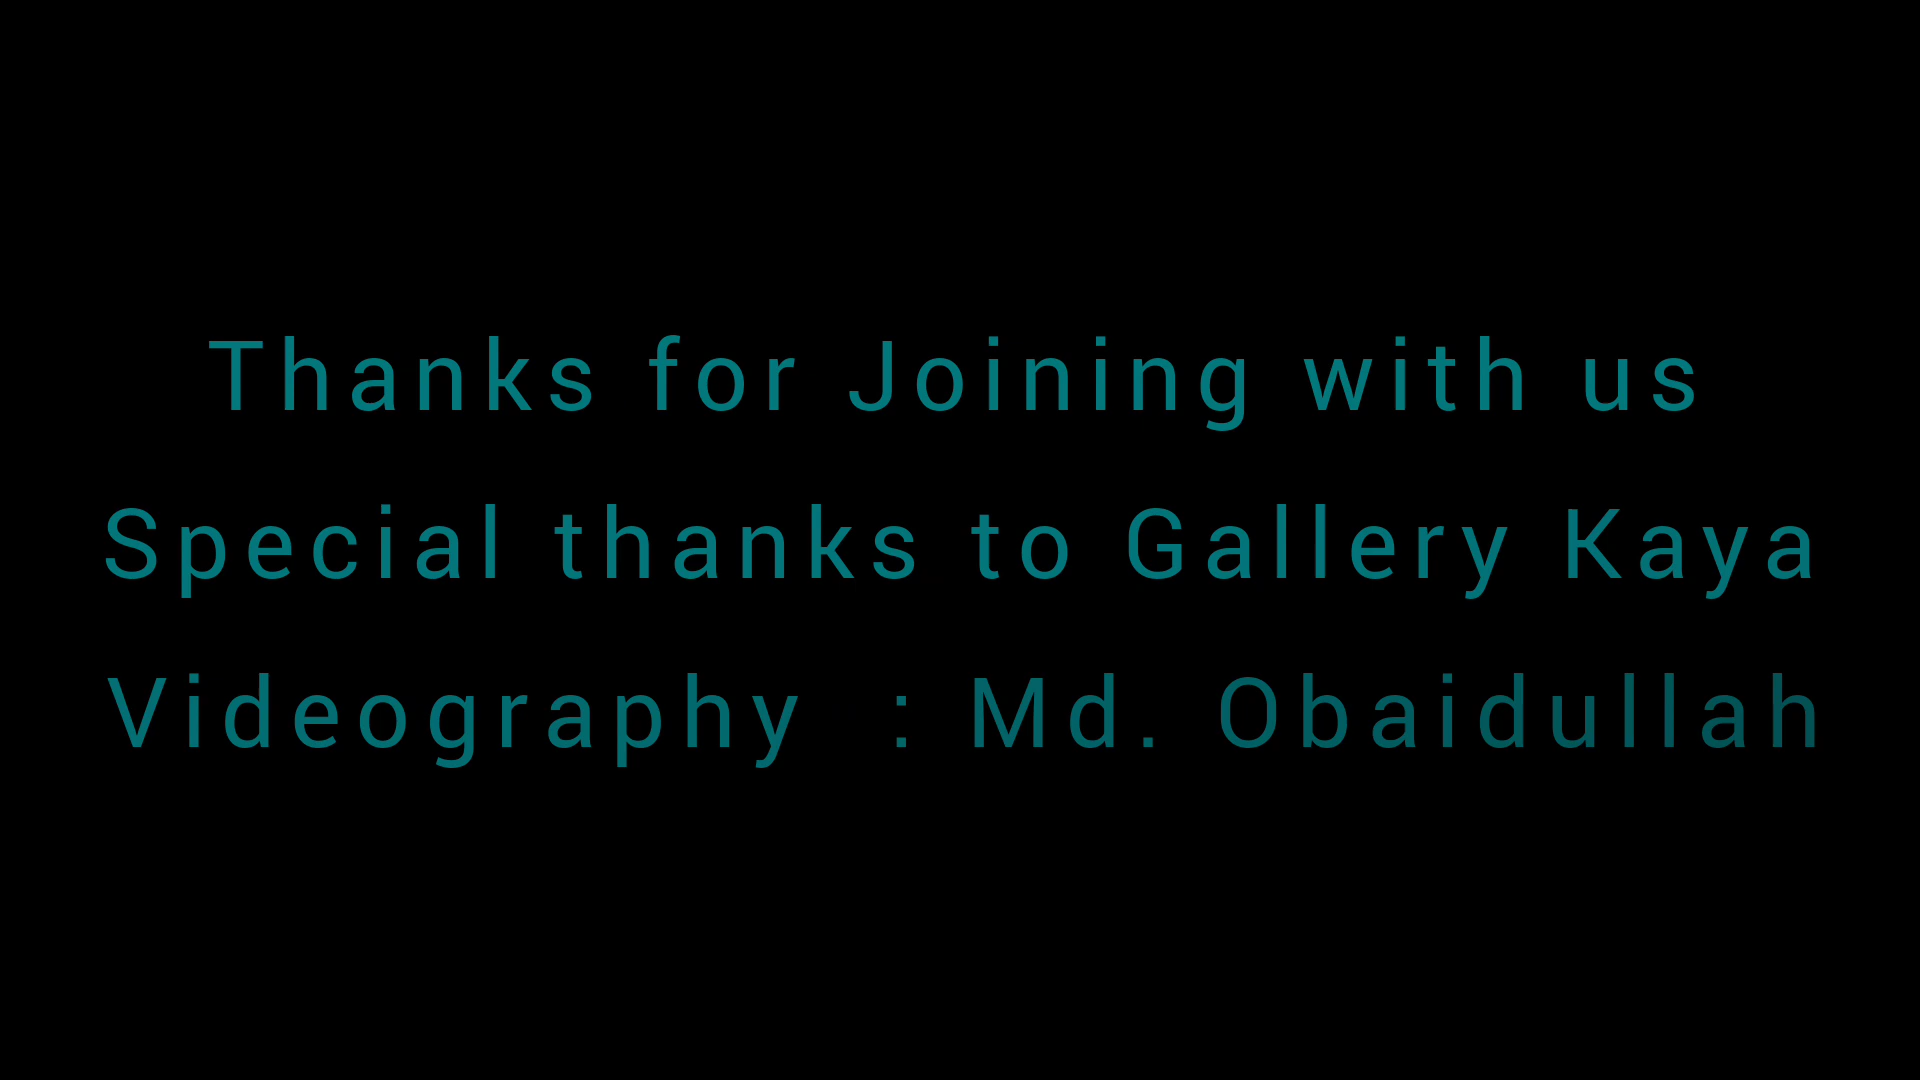 Thanks for Joining with us
Special thanks to Gallery Kaya
Videography : Md. Obaidullah